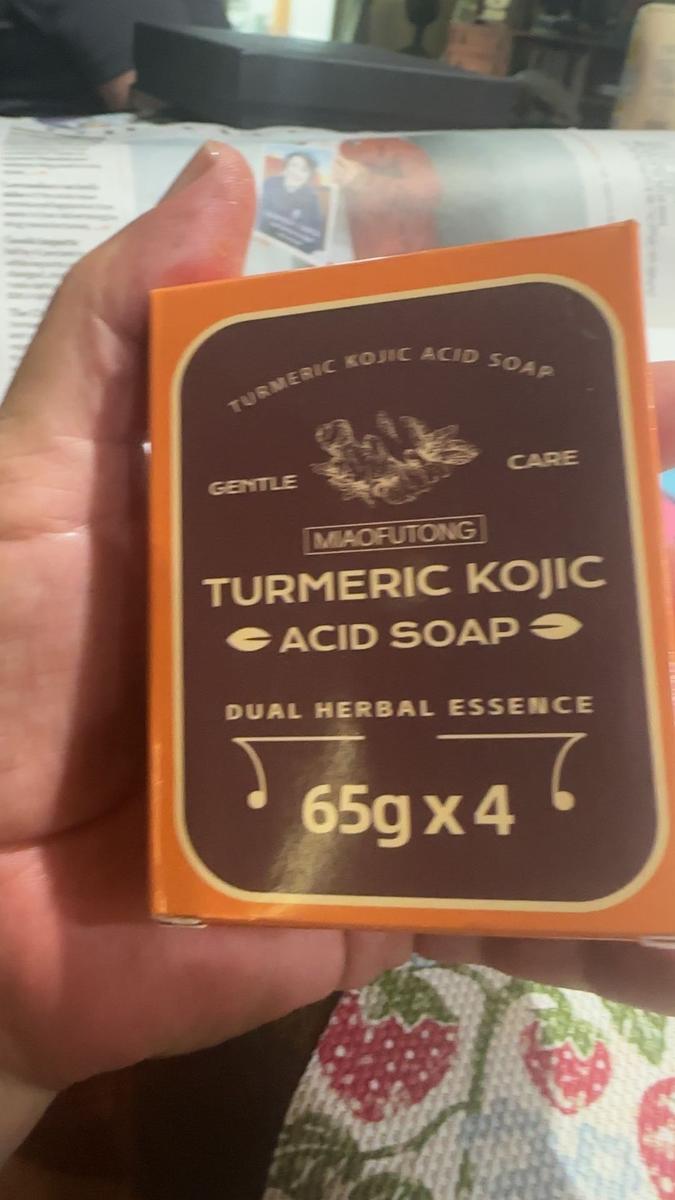 TURMERIC KOJIC ACID SOAP
GENTLE CARE
MIAOFUTONG
TURMERIC KOJIC
ACID SOAP
DUAL HERBAL ESSENCE
65g x 4